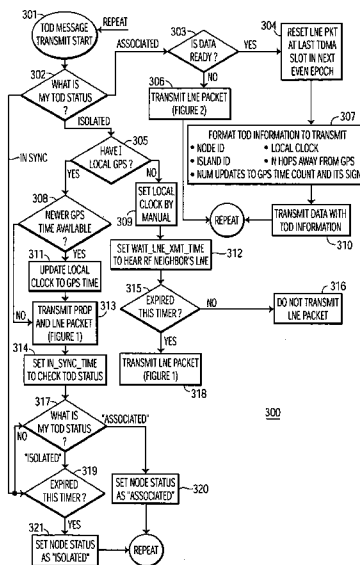 301
TOD MESSAGE
TRANSMIT START
REPEAT
302
WHAT IS
MY TOD STATUS
?
ASSOCIATED
303
IS DATA
READY ?
YES
NO
304
RESET LNE PKT
AT LAST TDMA
SLOT IN NEXT
EVEN EPOCH
306
TRANSMIT LNE PACKET
(FIGURE 2)
307
FORMAT TOD INFORMATION TO TRANSMIT
• NODE ID • LOCAL CLOCK
• ISLAND ID • N HOPS AWAY FROM GPS
• NUM UPDATES TO GPS TIME COUNT AND ITS SIGN
REPEAT
TRANSMIT DATA WITH
TOD INFORMATION
310
ISOLATED
IN SYNC
HAVE I
LOCAL GPS ?
305
YES
NO
308
NEWER GPS
TIME AVAILABLE
?
YES
NO
SET LOCAL
CLOCK BY
MANUAL
309
311
UPDATE LOCAL
CLOCK TO GPS TIME
SET WAIT_LNE_XMT_TIME
TO HEAR RF NEIGHBOR'S LNE
312
TRANSMIT PROP
AND LNE PACKET
(FIGURE 1)
313
315
EXPIRED
THIS TIMER ?
NO
YES
316
DO NOT TRANSMIT
LNE PACKET
TRANSMIT LNE PACKET
(FIGURE 1)
318
314
SET IN_SYNC_TIME
TO CHECK TOD STATUS
317
WHAT IS
MY TOD STATUS
?
"ASSOCIATED"
"ISOLATED"
NO
319
EXPIRED
THIS TIMER ?
YES
SET NODE STATUS
AS "ASSOCIATED"
320
321
SET NODE STATUS
AS "ISOLATED"
REPEAT
300